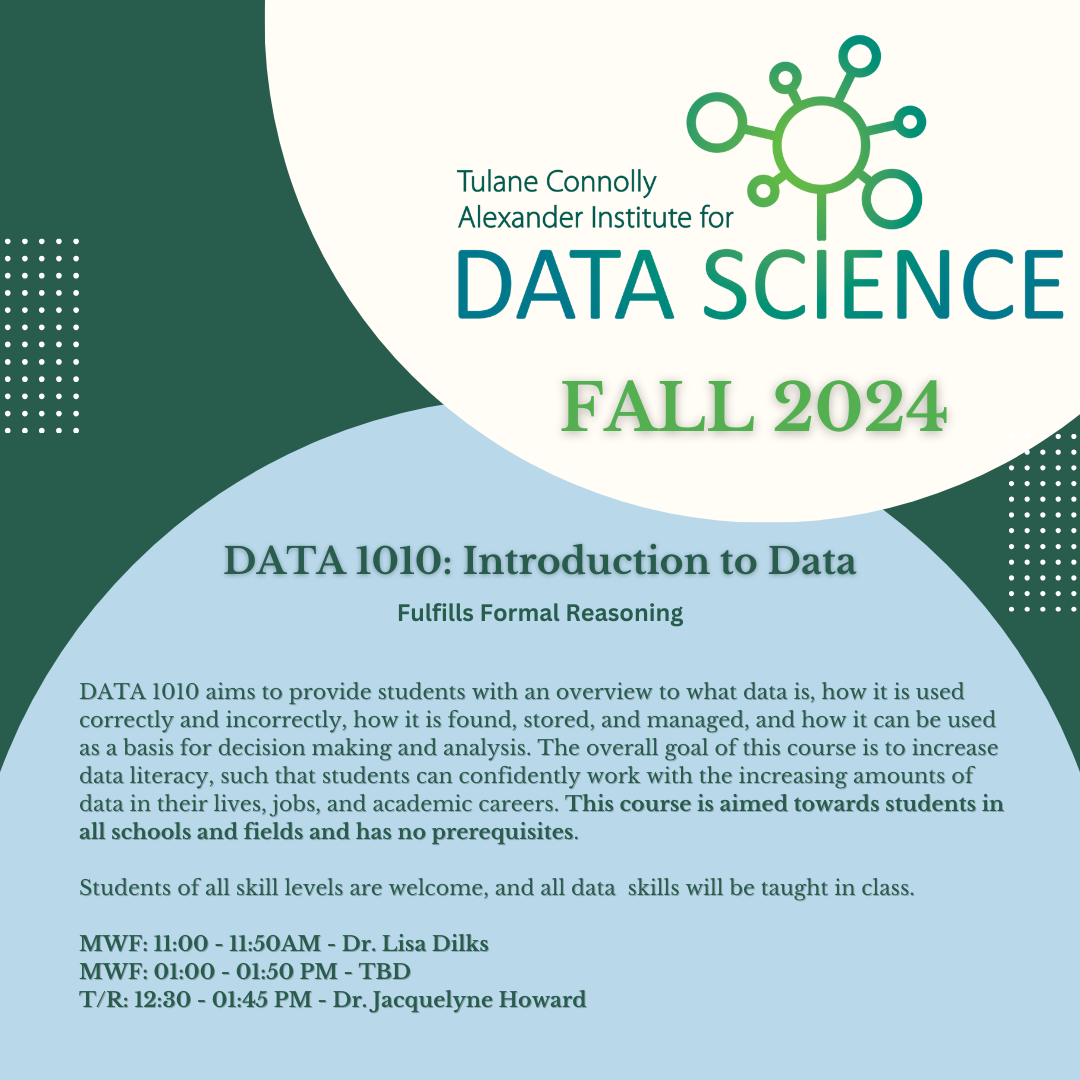 Tulane Connolly
Alexander Institute for
DATA SCIENCE
FALL 2024
DATA 1010: Introduction to Data
Fulfills Formal Reasoning
DATA 1010 aims to provide students with an overview to what data is, how it is used
correctly and incorrectly, how it is found, stored, and managed, and how it can be used
as a basis for decision making and analysis. The overall goal of this course is to increase
data literacy, such that students can confidently work with the increasing amounts of
data in their lives, jobs, and academic careers. This course is aimed towards students in
all schools and fields and has no prerequisites.
Students of all skill levels are welcome, and all data  skills will be taught in class.
MWF: 11:00 - 11:50AM - Dr. Lisa Dilks
MWF: 01:00 - 01:50 PM - TBD
T/R: 12:30 - 01:45 PM - Dr. Jacquelyne Howard